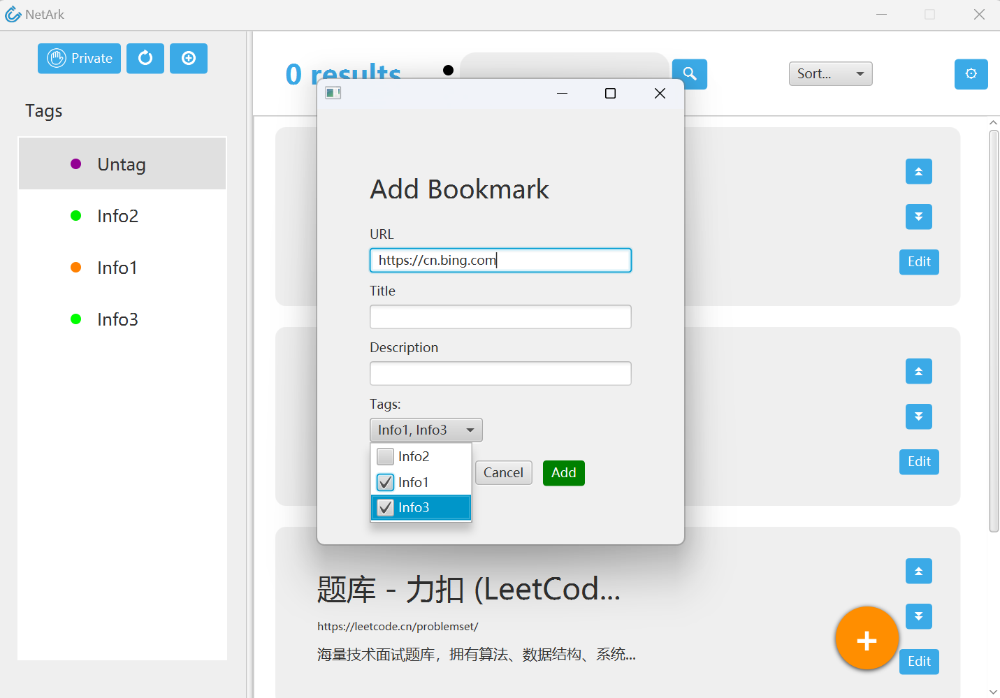 NetArk
Private
Tags
Untag
Info2
Info1
Info3
0 results
Sort...
Add Bookmark
URL
https://cn.bing.com
Title
Description
Tags:
Info1, Info3
Info2
Info1
Info3
Cancel
Add
Edit
Edit
题库 - 力扣 (LeetCod...
https://leetcode.cn/problemset/
海量技术面试题库，拥有算法、数据结构、系统...
Edit